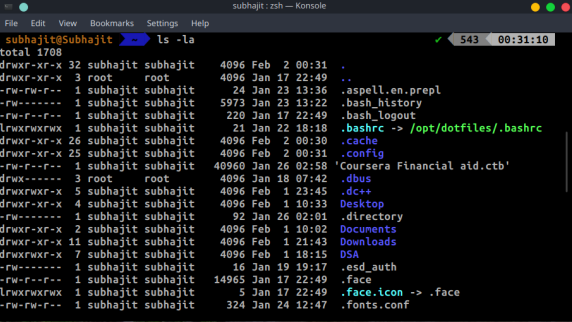 subhajit : zsh — Konsole
File Edit View Bookmarks Settings Help
subhajit@Subhajit ~ ls -la ✔ 543 00:31:10
total 1708
drwxr-xr-x 32 subhajit subhajit 4096 Feb 2 00:31 .
drwxr-xr-x 3 root root 4096 Jan 17 22:49 ..
-rw-rw-r-- 1 subhajit subhajit 24 Jan 23 13:36 .aspell.en.prepl
-rw------- 1 subhajit subhajit 5973 Jan 23 13:22 .bash_history
-rw-r--r-- 1 subhajit subhajit 220 Jan 17 22:49 .bash_logout
lrwxrwxrwx 1 subhajit subhajit 21 Jan 22 18:18 .bashrc -> /opt/dotfiles/.bashrc
drwxr-xr-x 26 subhajit subhajit 4096 Feb 2 00:30 .cache
drwxr-xr-x 25 subhajit subhajit 4096 Feb 2 00:31 .config
-rw-r--r-- 1 subhajit subhajit 40960 Jan 26 02:58 'Coursera Financial aid.ctb'
drwx------ 3 subhajit root 4096 Jan 18 07:42 .dbus
drwxrwxr-x 5 subhajit subhajit 4096 Feb 1 23:45 .dc++
drwxr-xr-x 4 subhajit subhajit 4096 Feb 1 10:33 Desktop
-rw------- 1 subhajit subhajit 92 Jan 26 02:01 .directory
drwxr-xr-x 2 subhajit subhajit 4096 Feb 1 10:02 Documents
drwxr-xr-x 11 subhajit subhajit 4096 Feb 1 21:43 Downloads
drwxrwxr-x 7 subhajit subhajit 4096 Feb 1 18:15 DSA
-rw------- 1 subhajit subhajit 16 Jan 19 19:17 .esd_auth
-rw-r--r-- 1 subhajit subhajit 14965 Jan 17 22:49 .face
lrwxrwxrwx 1 subhajit subhajit 5 Jan 17 22:49 .face.icon -> .face
-rw-rw-r-- 1 subhajit subhajit 324 Jan 24 12:47 .fonts.conf